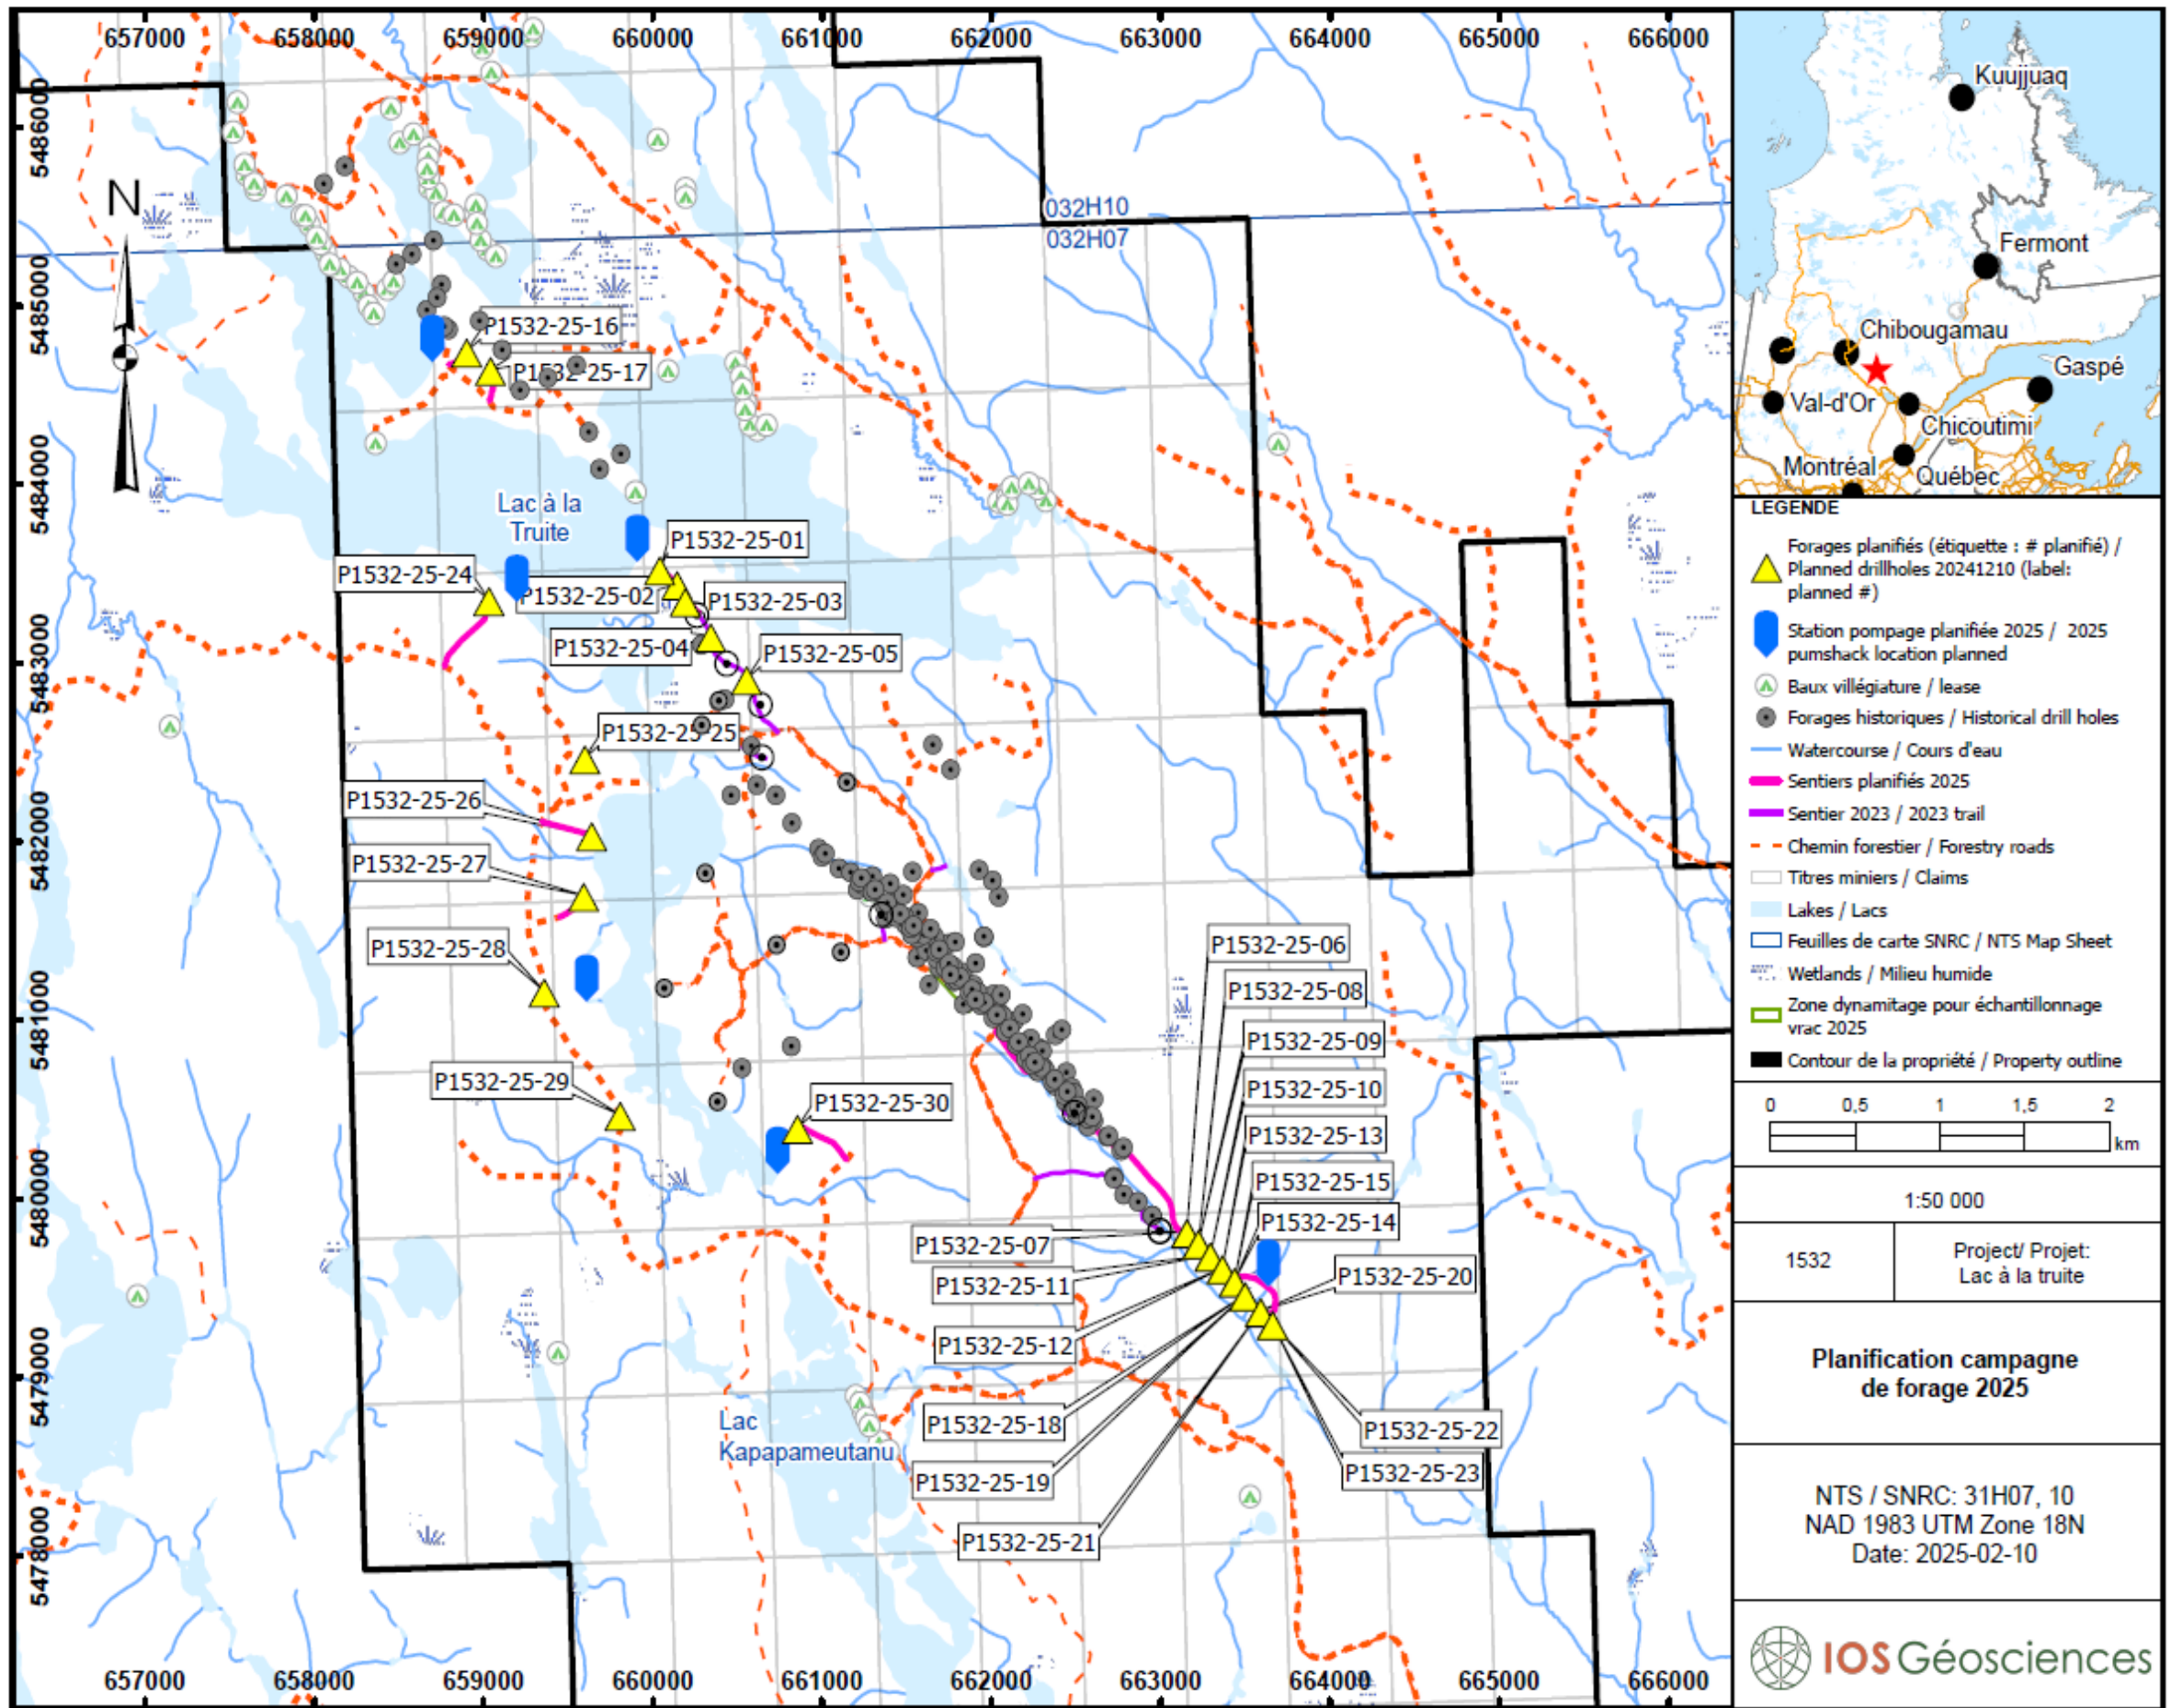 657000 658000 659000 660000 661000 662000 663000 664000 665000 666000
5486000
5485000
5484000
5483000
5482000
5481000
5480000
5479000
5478000
N
032H10
032H07
P1532-25-16
P1532-25-17
Lac à la
Truite
P1532-25-01
P1532-25-24
P1532-25-02
P1532-25-03
P1532-25-04
P1532-25-05
P1532-25-25
P1532-25-26
P1532-25-27
P1532-25-28
P1532-25-29
P1532-25-30
P1532-25-06
P1532-25-08
P1532-25-09
P1532-25-10
P1532-25-13
P1532-25-15
P1532-25-14
P1532-25-07
P1532-25-11
P1532-25-20
P1532-25-12
P1532-25-18
P1532-25-22
P1532-25-19
P1532-25-23
P1532-25-21
Lac
Kapapameutanu
657000 658000 659000 660000 661000 662000 663000 664000 665000 666000
Kuujjuaq
Fermont
Chibougamau
Gaspé
Val-d'Or
Chicoutimi
Montréal
Québec
LEGENDE
Forages planifiés (étiquette : # planifié) /
Planned drillholes 20241210 (label:
planned #)
Station pompage planifiée 2025 / 2025
pumshack location planned
Baux villégiature / lease
Forages historiques / Historical drill holes
Watercourse / Cours d'eau
Sentiers planifiés 2025
Sentier 2023 / 2023 trail
Chemin forestier / Forestry roads
Titres miniers / Claims
Lakes / Lacs
Feuilles de carte SNRC / NTS Map Sheet
Wetlands / Milieu humide
Zone dynamitage pour échantillonnage
vrac 2025
Contour de la propriété / Property outline
0 0,5 1 1,5 2
km
1:50 000
1532
Project/ Projet:
Lac à la truite
Planification campagne
de forage 2025
NTS / SNRC: 31H07, 10
NAD 1983 UTM Zone 18N
Date: 2025-02-10
IOS Géosciences